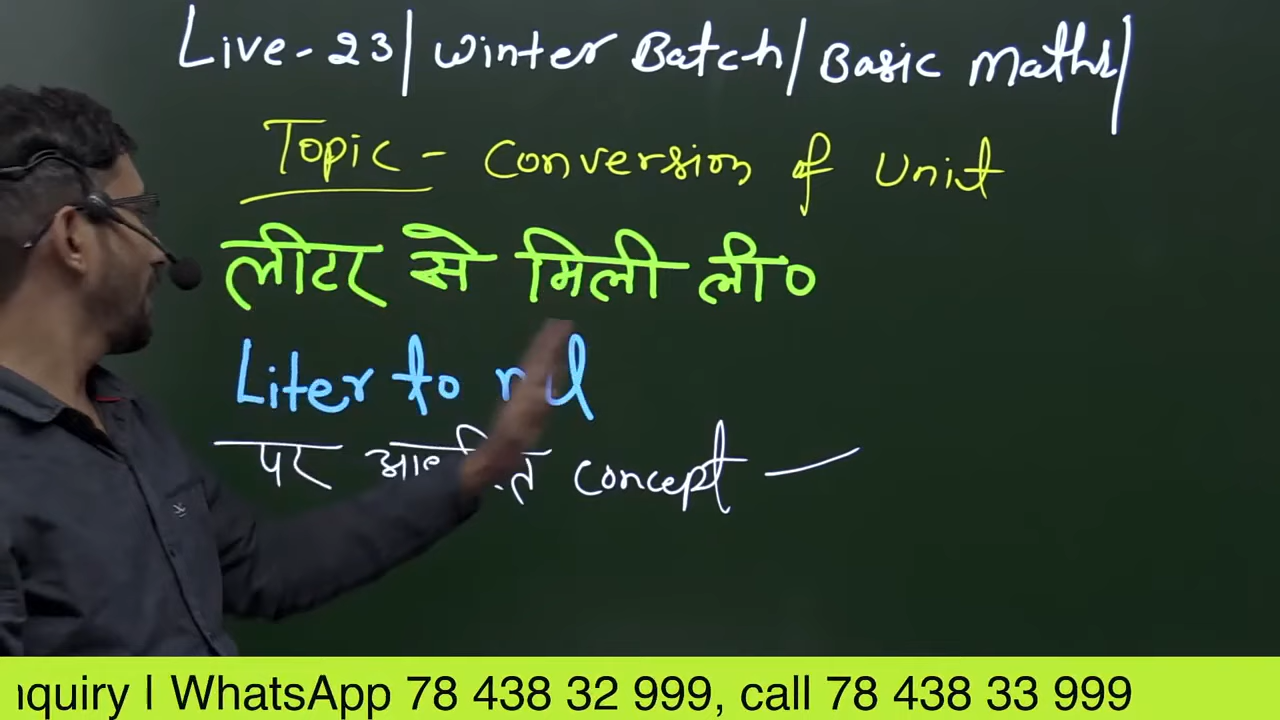 Live-23| Winter Batch/ Basic Maths/
Topic - Conversion of Unit
लीटर से मिली ली०
Liter to
पर concept —
nquiry I WhatsApp 78 438 32 999, call 78 438 33 999